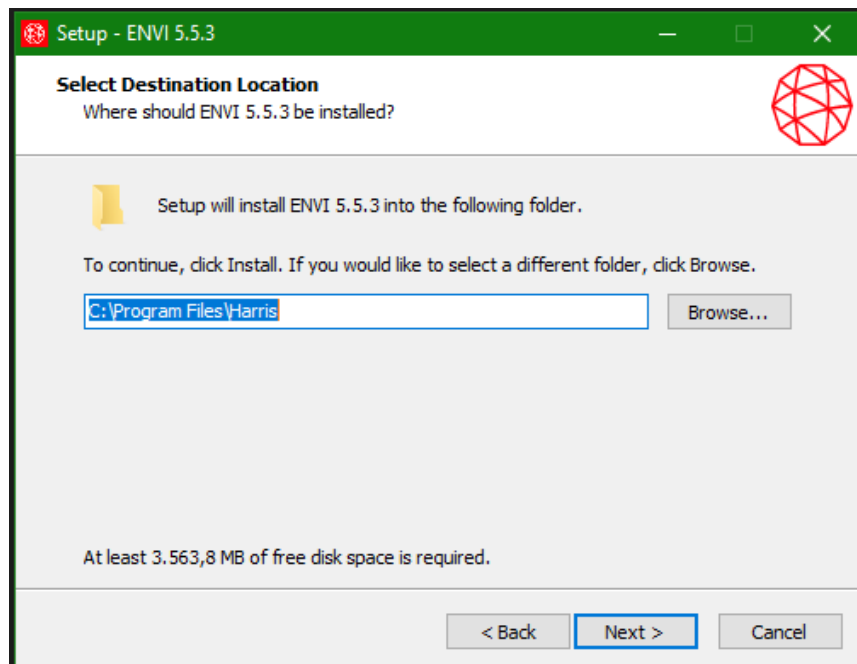 Setup - ENVI 5.5.3
Select Destination Location
Where should ENVI 5.5.3 be installed?
Setup will install ENVI 5.5.3 into the following folder.
To continue, click Install. If you would like to select a different folder, click Browse.
C:\Program Files\Harris
Browse...
At least 3.563,8 MB of free disk space is required.
< Back
Next >
Cancel